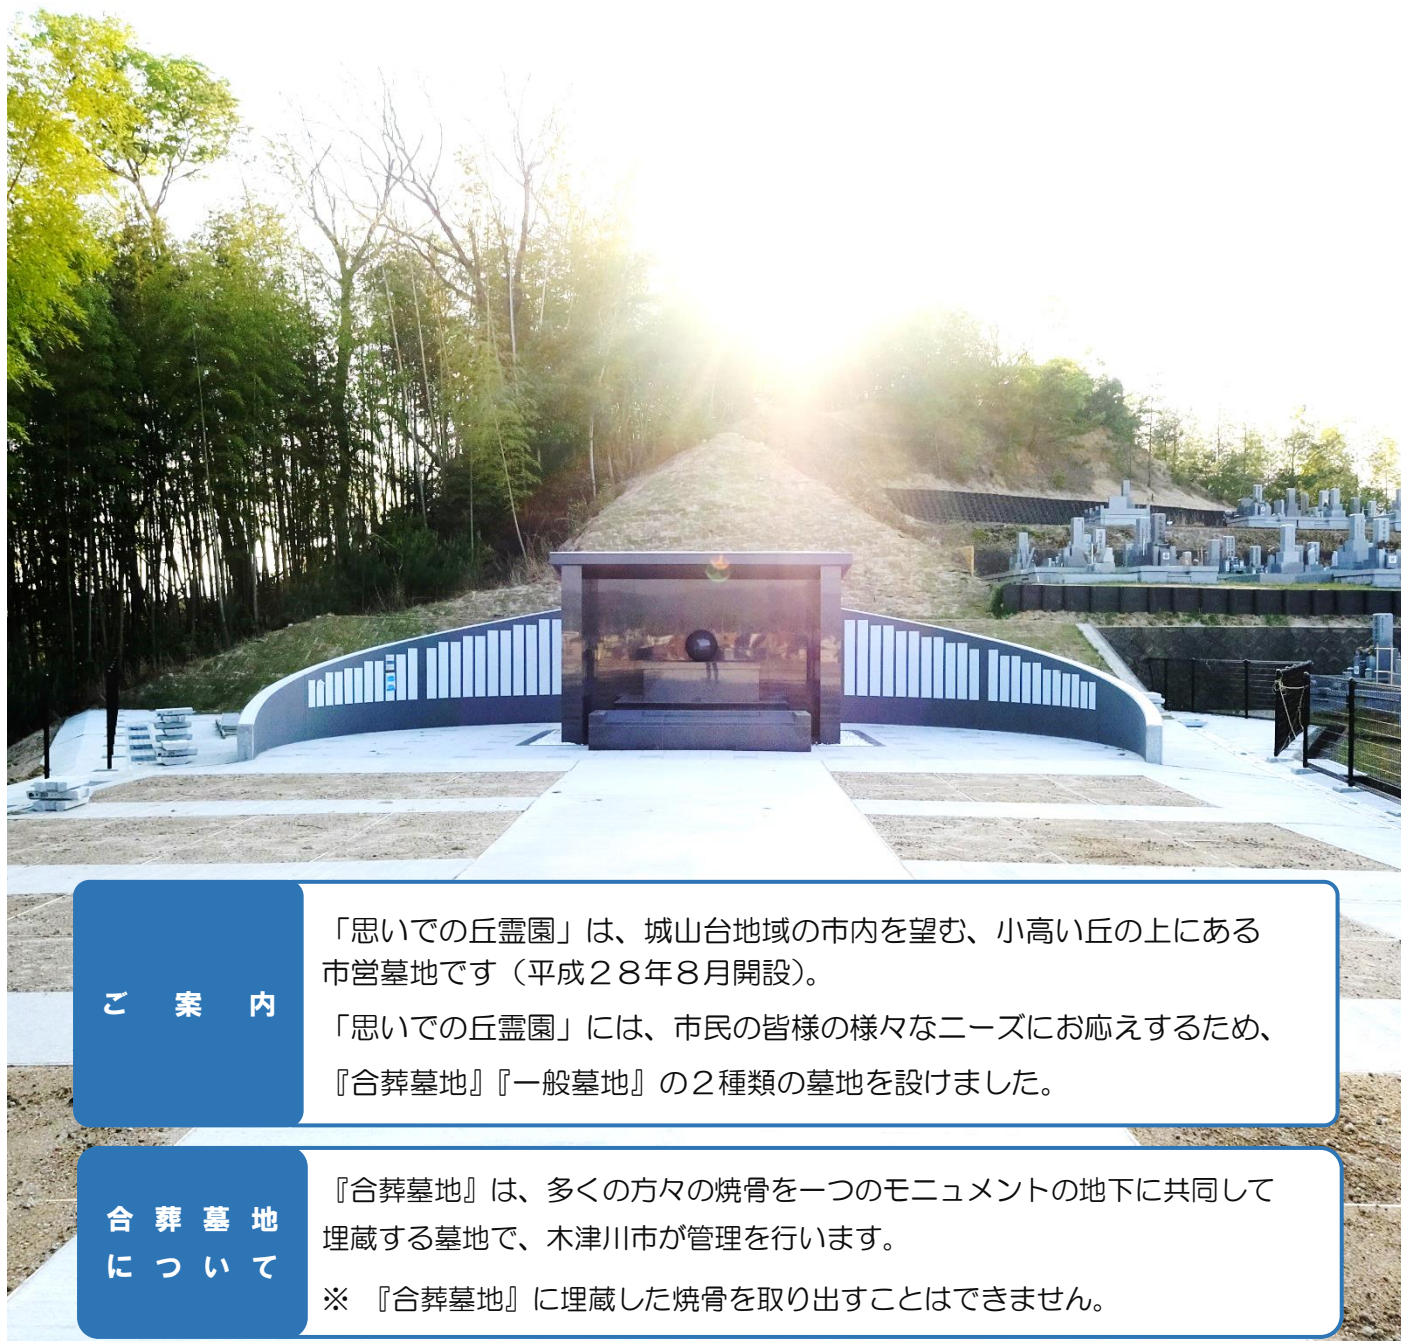 ご案内
「思いでの丘霊園」は、城山台地域の市内を望む、小高い丘の上にある
市営墓地です（平成２８年８月開設）。
「思いでの丘霊園」には、市民の皆様の様々なニーズにお応えするため、
『合葬墓地』『一般墓地』の２種類の墓地を設けました。
合葬墓地
について
『合葬墓地』は、多くの方々の焼骨を一つのモニュメントの地下に共同して
埋蔵する墓地で、木津川市が管理を行います。
※　『合葬墓地』に埋蔵した焼骨を取り出すことはできません。